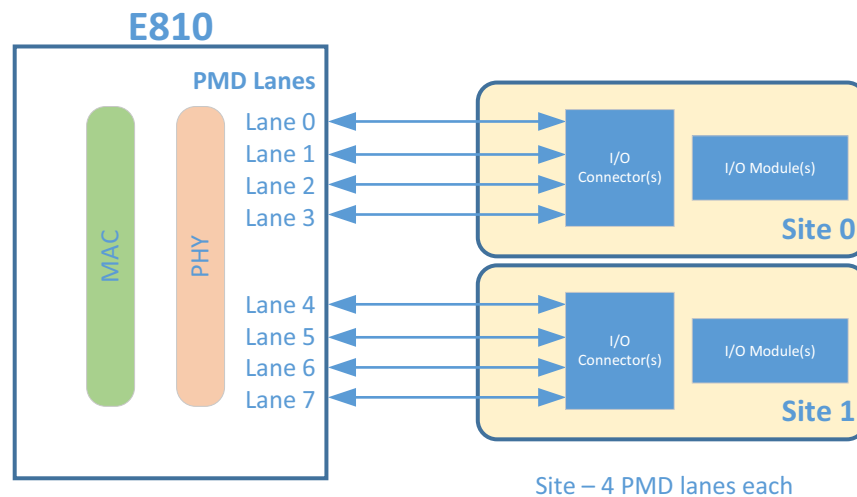 E810
PMD Lanes
Lane 0
Lane 1
Lane 2
Lane 3
Lane 4
Lane 5
Lane 6
Lane 7
MAC
PHY
I/O
Connector(s)
I/O Module(s)
Site 0
I/O
Connector(s)
I/O Module(s)
Site 1
Site – 4 PMD lanes each